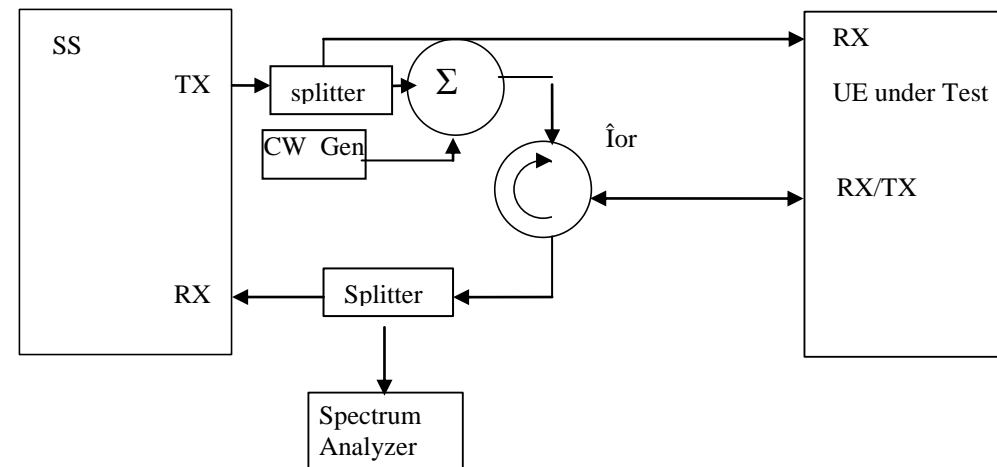 SS
TX
splitter
Σ
CW Gen
RX
UE under Test
Îor
RX/TX
RX
Splitter
Spectrum
Analyzer